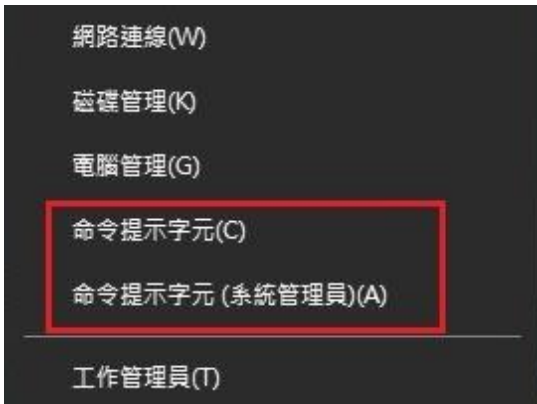 網路連線(W)
磁碟管理(K)
電腦管理(G)
命令提示字元(C)
命令提示字元 (系統管理員)(A)
工作管理員(T)